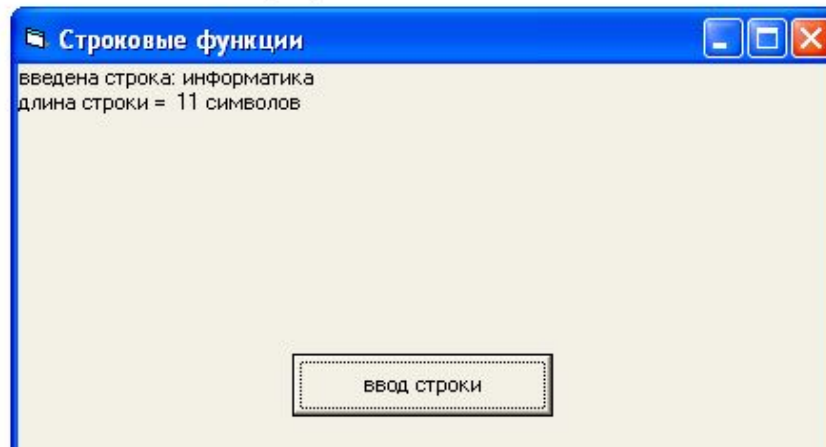 Строковые функции
введена строка: информатика
длина строки =  11 символов
ввод строки